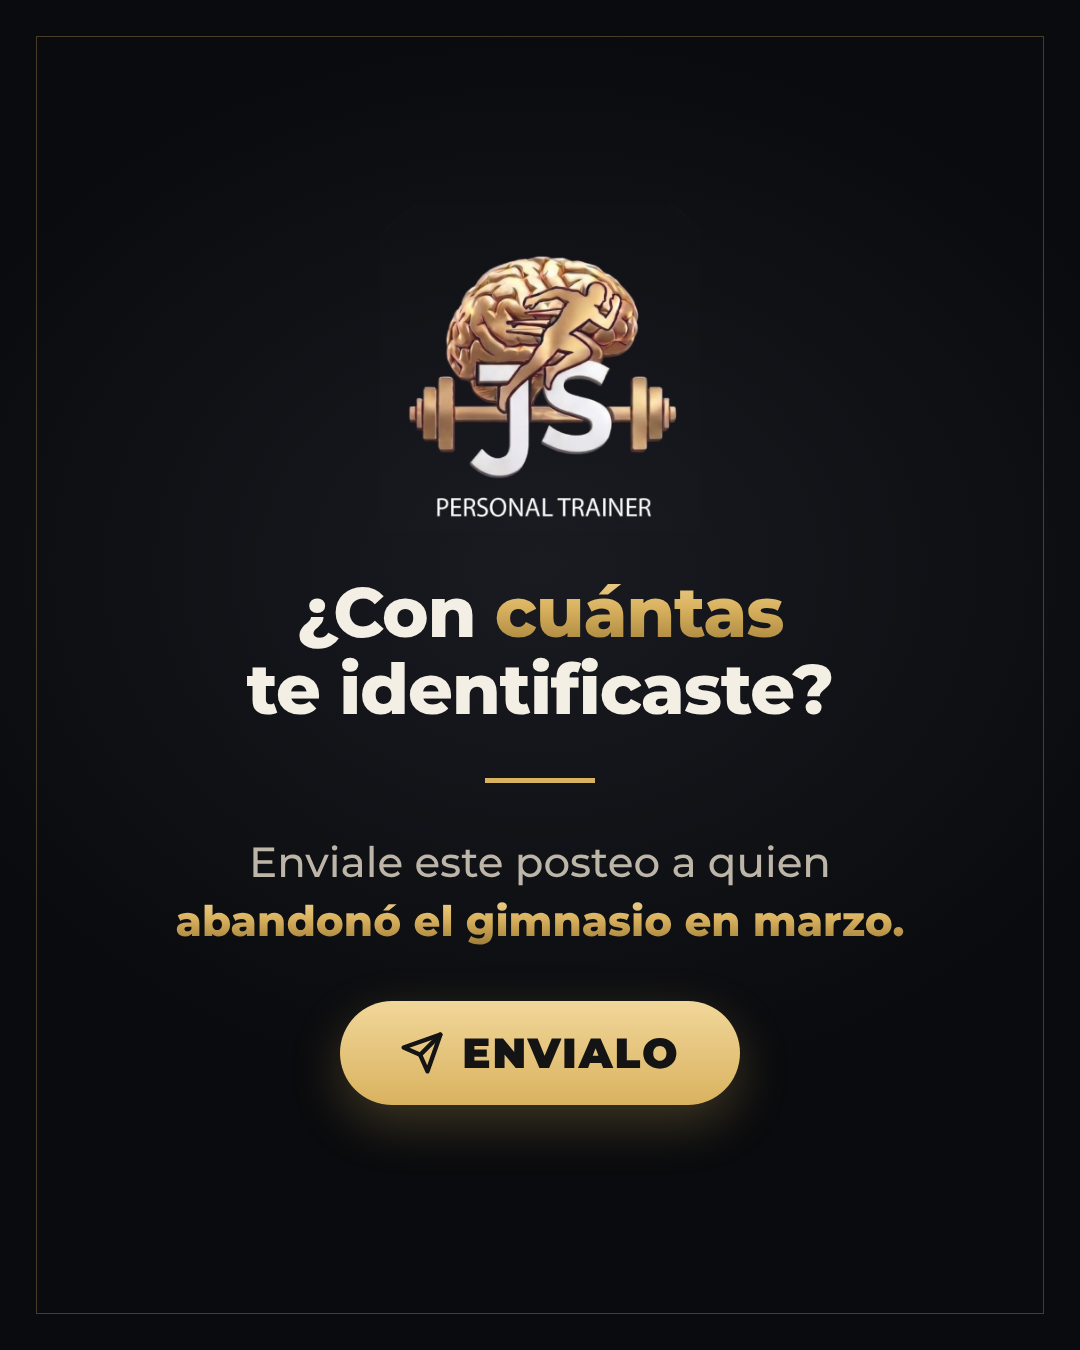 JS
PERSONAL TRAINER
¿Con cuántas
te identificaste?
Enviale este posteo a quien
abandonó el gimnasio en marzo.
ENVIALO